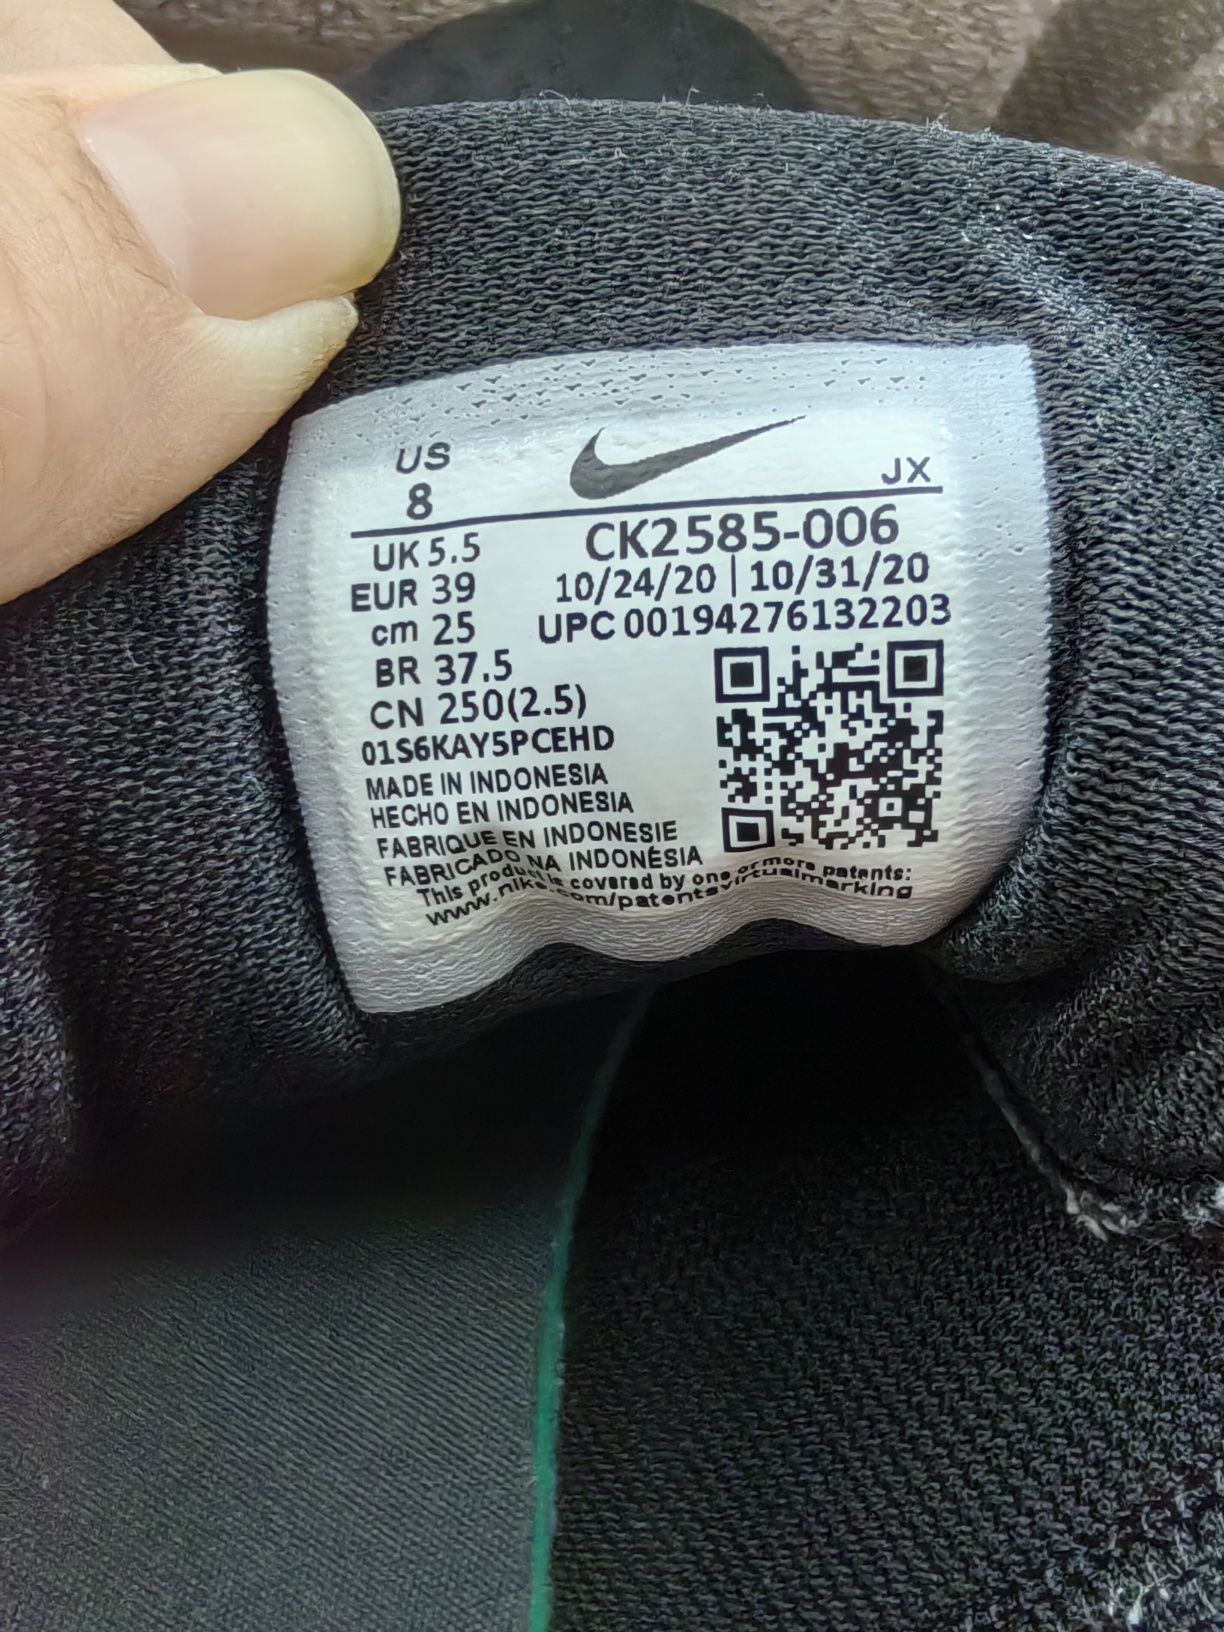 US
8
JX
UK 5.5
CK2585-006
EUR 39
10/24/20 | 10/31/20
cm 25
UPC 00194276132203
BR 37.5
CN 250(2.5)
01S6KAY5PCEHD
MADE IN INDONESIA
HECHO EN INDONESIA
FABRIQUE EN INDONESIE
FABRICADO NA INDONÉSIA
This product is covered by one or more patents:
www.nike.com/patentsvirtualmarking